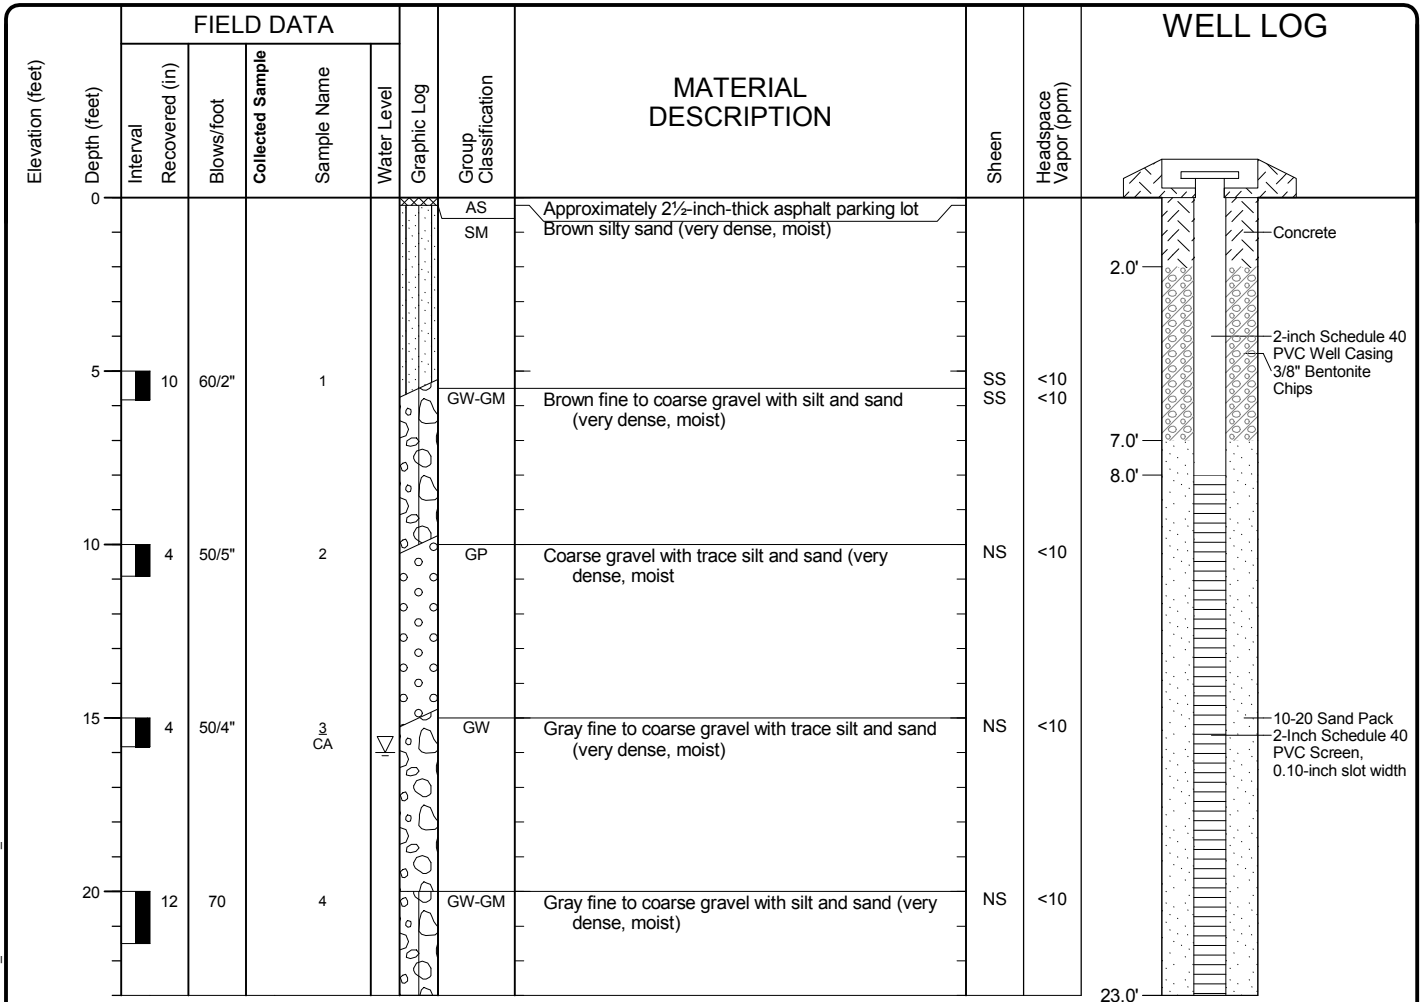 FIELD DATA
WELL LOG
Elevation (feet)
Depth (feet)
Interval
Recovered (in)
Blows/foot
Collected Sample
Sample Name
Water Level
Graphic Log
Group
Classification
MATERIAL
DESCRIPTION
Sheen
Headspace
Vapor (ppm)
0
AS
Approximately 2½-inch-thick asphalt parking lot
SM
Brown silty sand (very dense, moist)
Concrete
2.0'
2-inch Schedule 40
PVC Well Casing
3/8" Bentonite
Chips
5
10
60/2"
1
SS
<10
SS
<10
GW-GM
Brown fine to coarse gravel with silt and sand
(very dense, moist)
7.0'
8.0'
10
4
50/5"
2
GP
Coarse gravel with trace silt and sand (very
dense, moist
NS
<10
15
4
50/4"
3
CA
GW
Gray fine to coarse gravel with trace silt and sand
(very dense, moist)
NS
<10
10-20 Sand Pack
2-Inch Schedule 40
PVC Screen,
0.10-inch slot width
20
12
70
4
GW-GM
Gray fine to coarse gravel with silt and sand (very
dense, moist)
NS
<10
23.0'